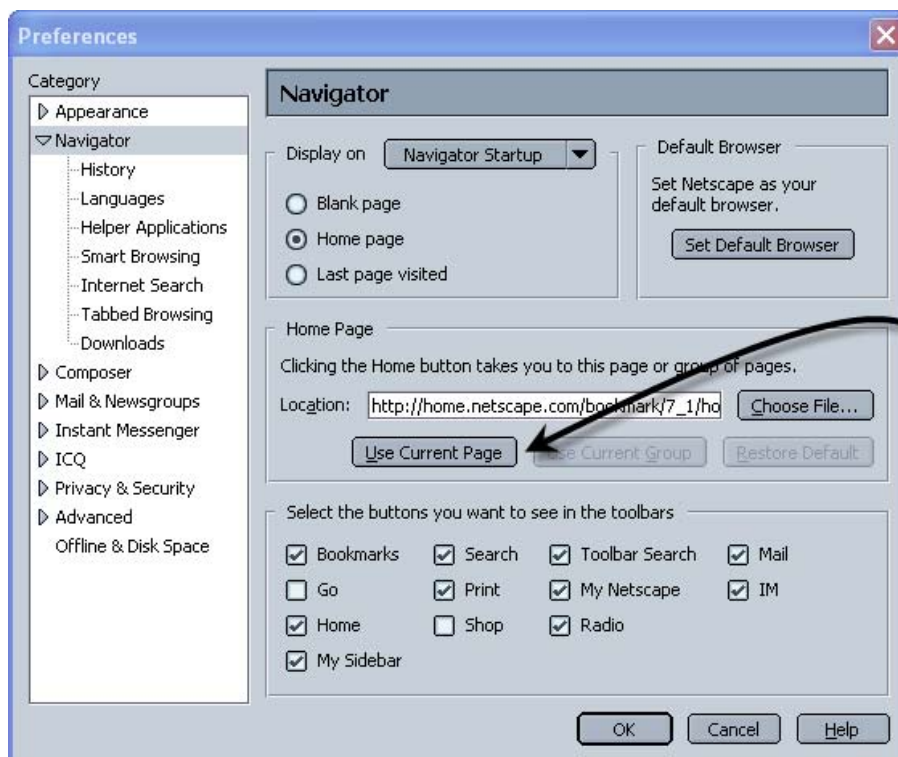 Preferences
Category
Appearance
Navigator
History
Languages
Helper Applications
Smart Browsing
Internet Search
Tabbed Browsing
Downloads
Composer
Mail & Newsgroups
Instant Messenger
ICQ
Privacy & Security
Advanced
Offline & Disk Space
Navigator
Display on Navigator Startup
Blank page
Home page
Last page visited
Default Browser
Set Netscape as your
default browser.
Set Default Browser
Home Page
Clicking the Home button takes you to this page or group of pages.
Location: http://home.netscape.com/bookmark/7_1/ho Choose File...
Use Current Page Use Current Group Restore Default
Select the buttons you want to see in the toolbars
Bookmarks Search Toolbar Search Mail
Go Print My Netscape IM
Home Shop Radio
My Sidebar
OK Cancel Help